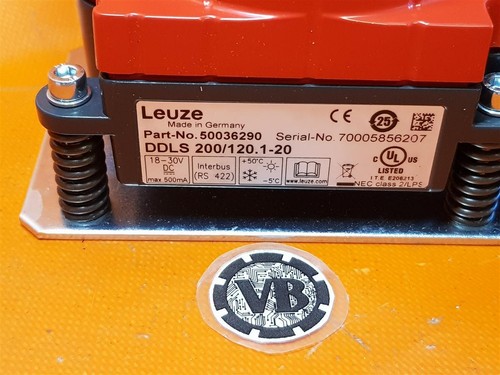 Leuze
Made in Germany
Part-No. 50036290 Serial-No. 70005856207
DDLS 200/120.1-20
18-30V
DC
max. 500mA
Interbus
(RS 422)
+50°C
-5°C
www.leuze.com
CE
25
C UL US
LISTED
I.T.E. E206213
NEC class 2/LPS
VB